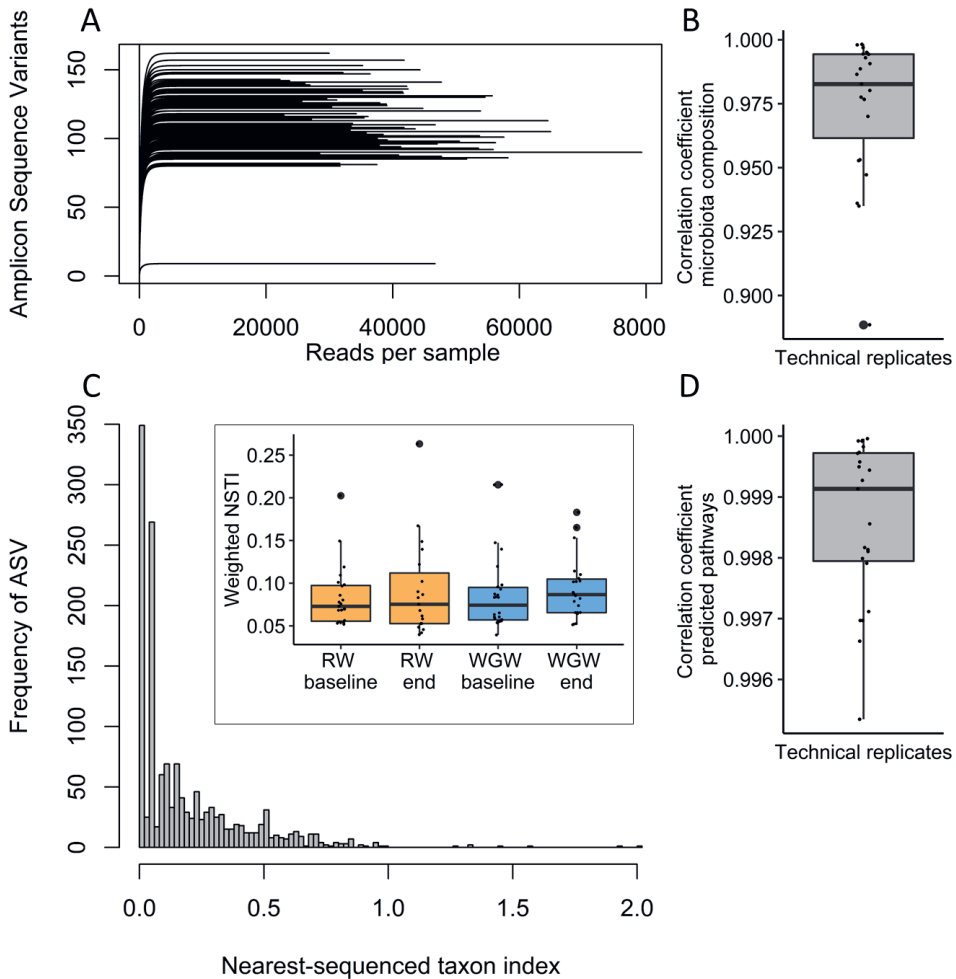 A
Amplicon Sequence Variants
150
100
50
0
0 20000 40000 60000 8000
Reads per sample
B
Correlation coefficient
microbiota composition
1.000
0.975
0.950
0.925
0.900
Technical replicates
C
Frequency of ASV
350
300
250
200
150
100
50
0
Weighted NSTI
0.25
0.20
0.15
0.10
0.05
RW RW WGW WGW
baseline end baseline end
0.0 0.5 1.0 1.5 2.0
Nearest-sequenced taxon index
D
Correlation coefficient
predicted pathways
1.000
0.999
0.998
0.997
0.996
Technical replicates